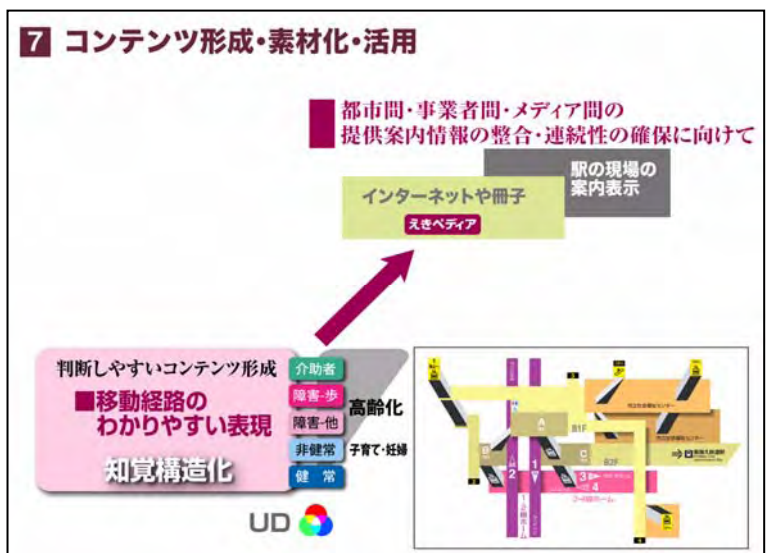 7 コンテンツ形成・素材化・活用
都市間・事業者間・メディア間の
提供案内情報の整合・連続性の確保に向けて
駅の現場の
案内表示
インターネットや冊子
えきペディア
判断しやすいコンテンツ形成
■移動経路の
わかりやすい表現
知覚構造化
介助者
障害-歩
障害-他
非健常
健 常
高齢化
子育て・妊婦
UD
A
B1F
B
C
B2F
2
1
3
4
1・2線ホーム